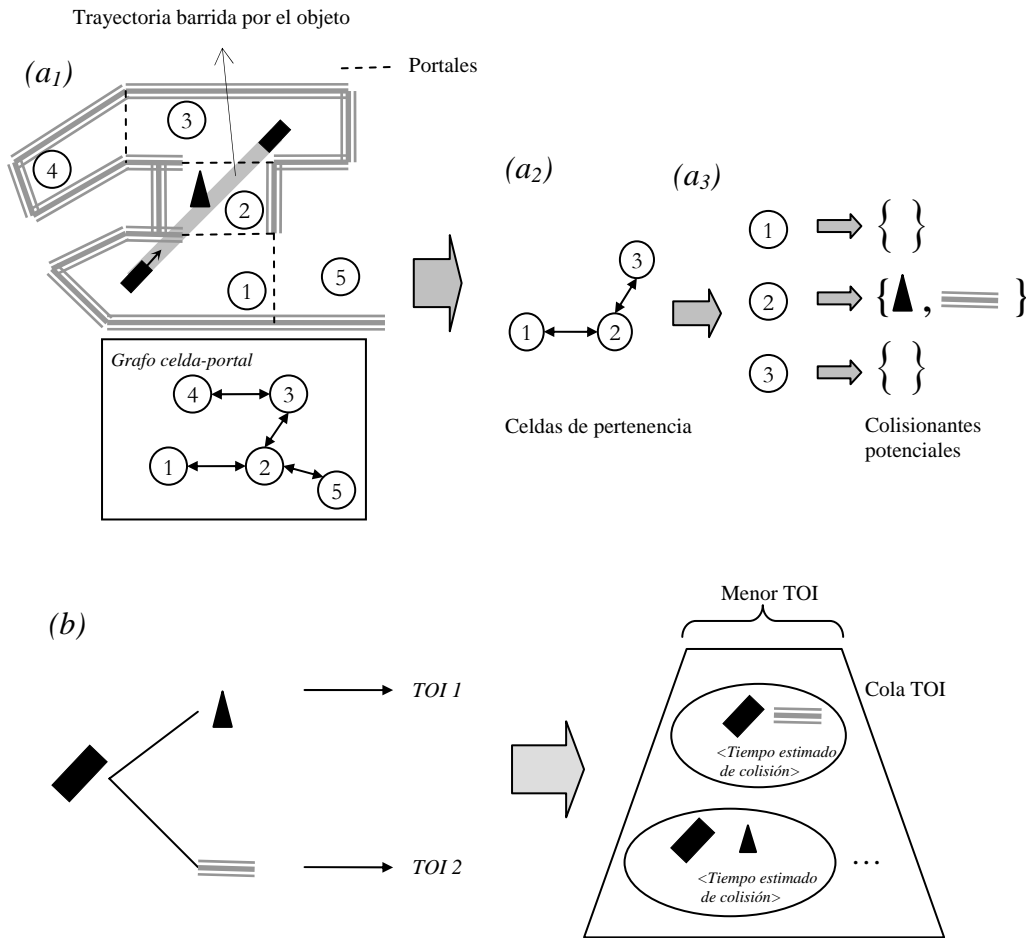 Trayectoria barrida por el objeto
(a1)
Portales
3
4
2
1
5
Grafo celda-portal
4
3
1
2
5
(a2)
3
1
2
Celdas de pertenencia
(a3)
1 { }
2 { , }
3 { }
Colisionantes
potenciales
(b)
TOI 1
TOI 2
Menor TOI
Cola TOI
<Tiempo estimado
de colisión>
<Tiempo estimado
de colisión>
…